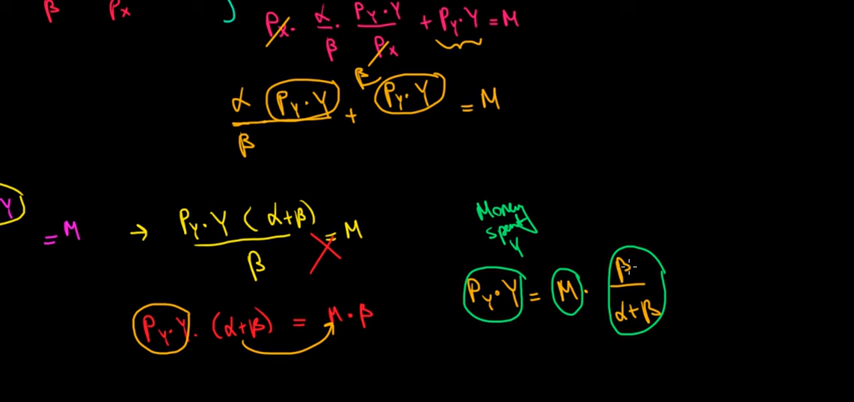 β Pₓ
Pₓ · α/β · P_Y · Y / Pₓ + P_Y · Y = M
α P_Y · Y / β + P_Y · Y = M
β
Y = M
→ P_Y · Y (α+β) / β = M
P_Y · Y · (α+β) = M · β
Money
spent
Y
P_Y · Y = M · β / α+β